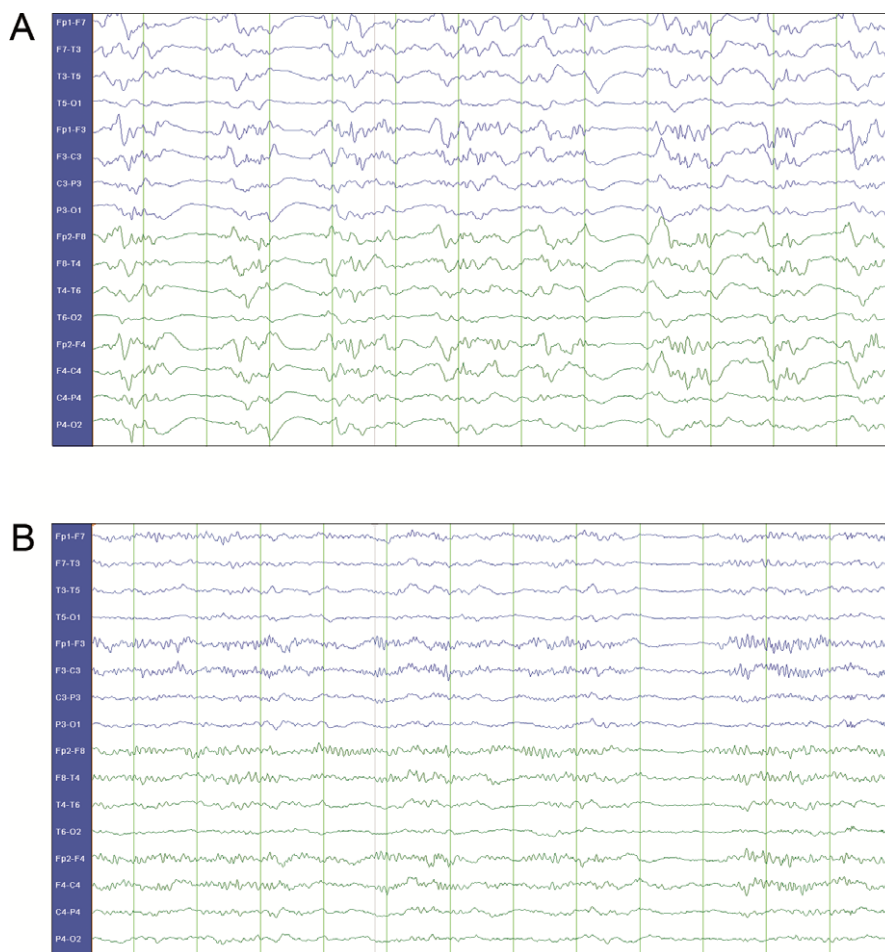 A
Fp1-F7
F7-T3
T3-T5
T5-O1
Fp1-F3
F3-C3
C3-P3
P3-O1
Fp2-F8
F8-T4
T4-T6
T6-O2
Fp2-F4
F4-C4
C4-P4
P4-O2
B
Fp1-F7
F7-T3
T3-T5
T5-O1
Fp1-F3
F3-C3
C3-P3
P3-O1
Fp2-F8
F8-T4
T4-T6
T6-O2
Fp2-F4
F4-C4
C4-P4
P4-O2